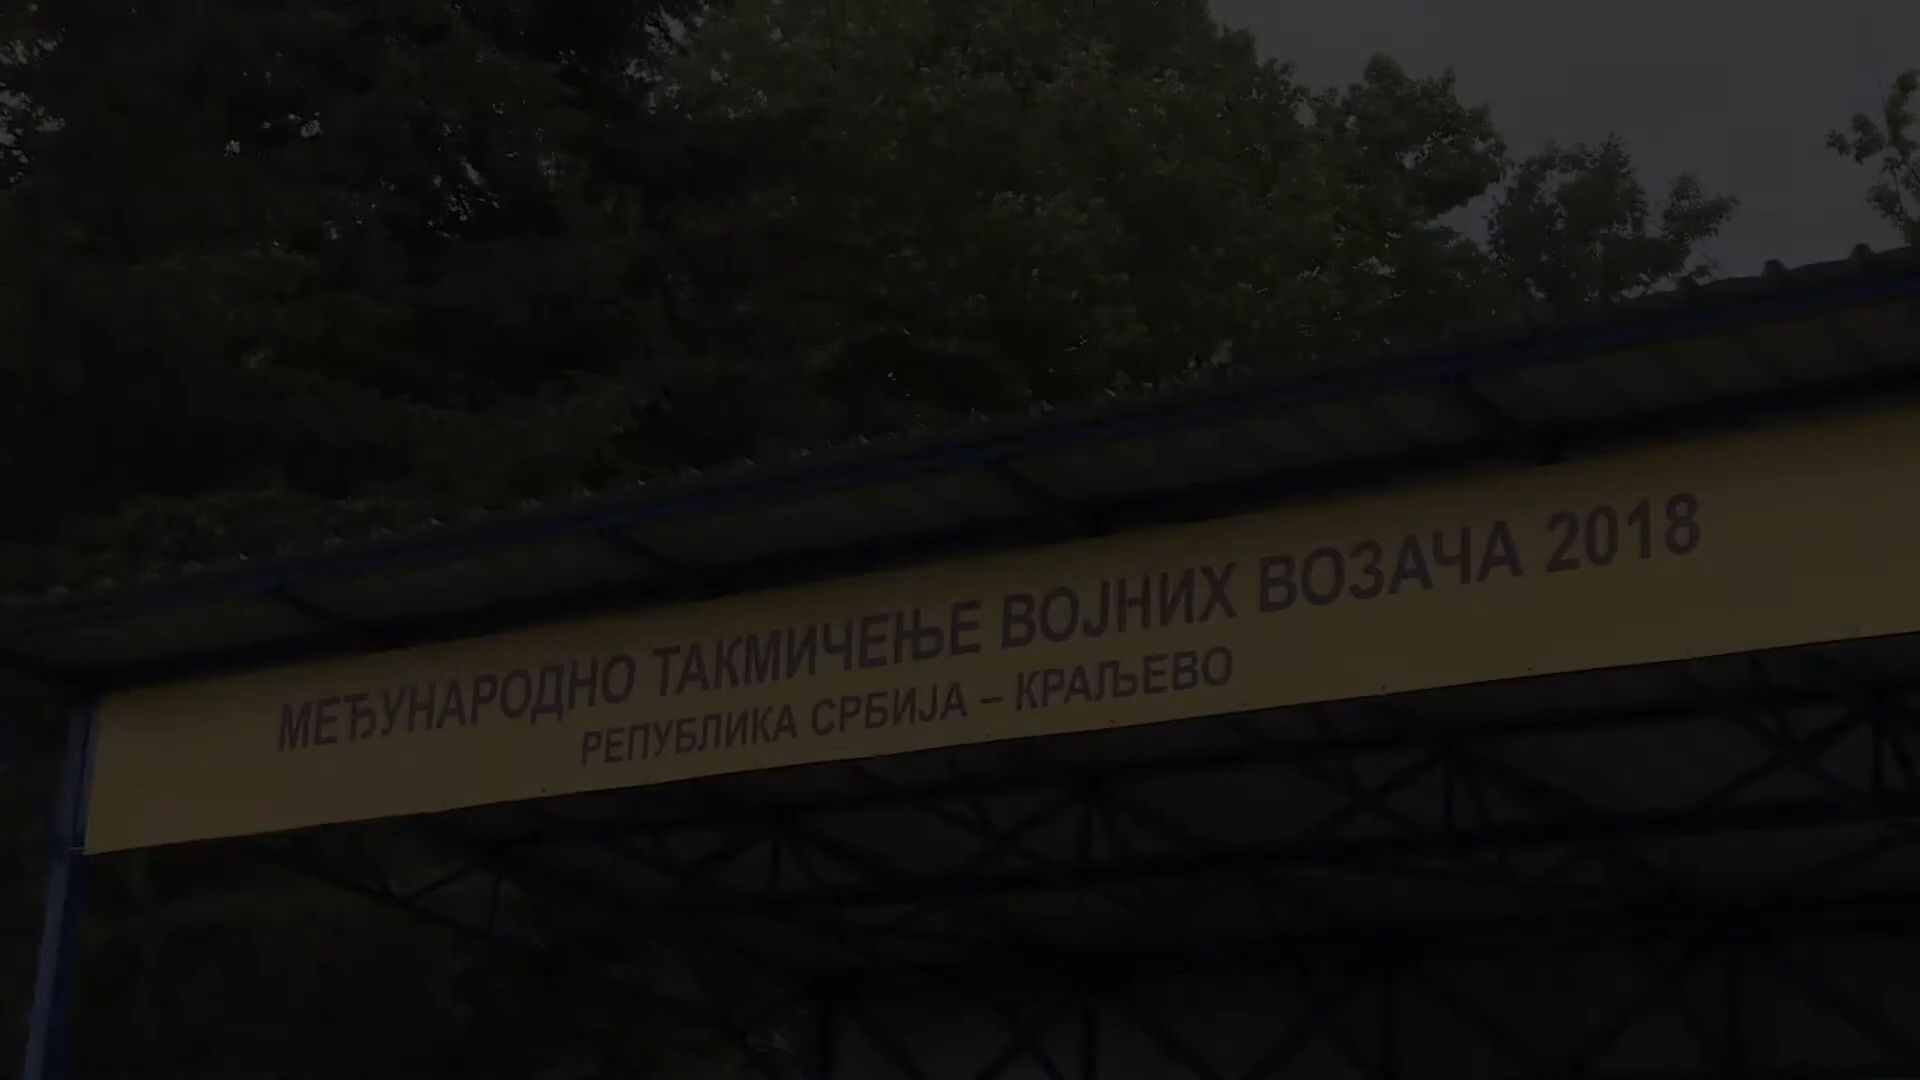 МЕЂУНАРОДНО ТАКМИЧЕЊЕ ВОЈНИХ ВОЗАЧА 2018
РЕПУБЛИКА СРБИЈА – КРАЉЕВО